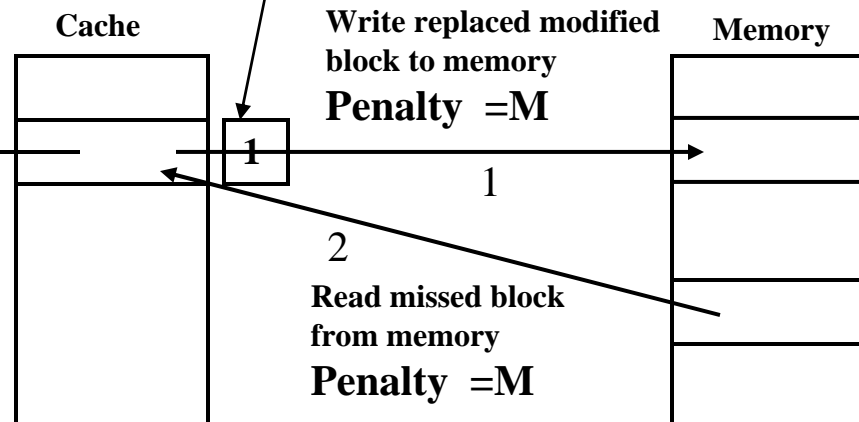 Cache
Write replaced modified
block to memory
Penalty =M
Memory
1
1
2
Read missed block
from memory
Penalty =M